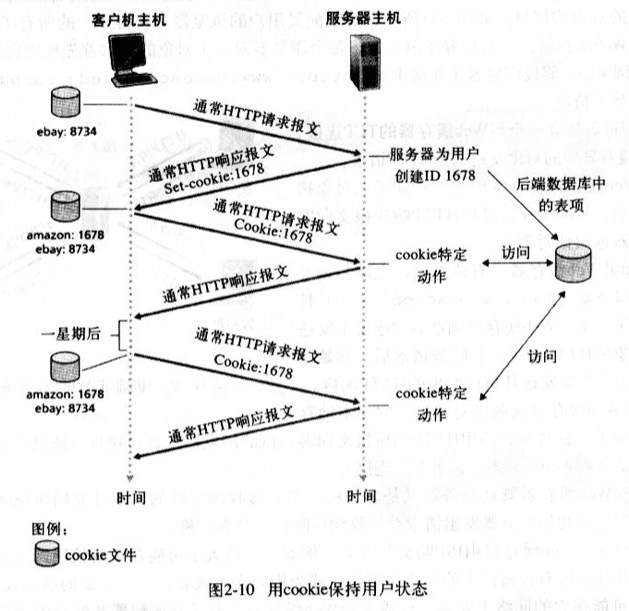 客户机主机
服务器主机
ebay: 8734
通常HTTP请求报文
通常HTTP响应报文
Set-cookie:1678
服务器为用户
创建ID 1678
后端数据库中
的表项
amazon: 1678
ebay: 8734
通常HTTP请求报文
Cookie:1678
cookie特定
动作
访问
通常HTTP响应报文
一星期后
访问
amazon: 1678
ebay: 8734
通常HTTP请求报文
Cookie:1678
cookie特定
动作
通常HTTP响应报文
时间
时间
图例：
cookie文件
图2-10 用cookie保持用户状态